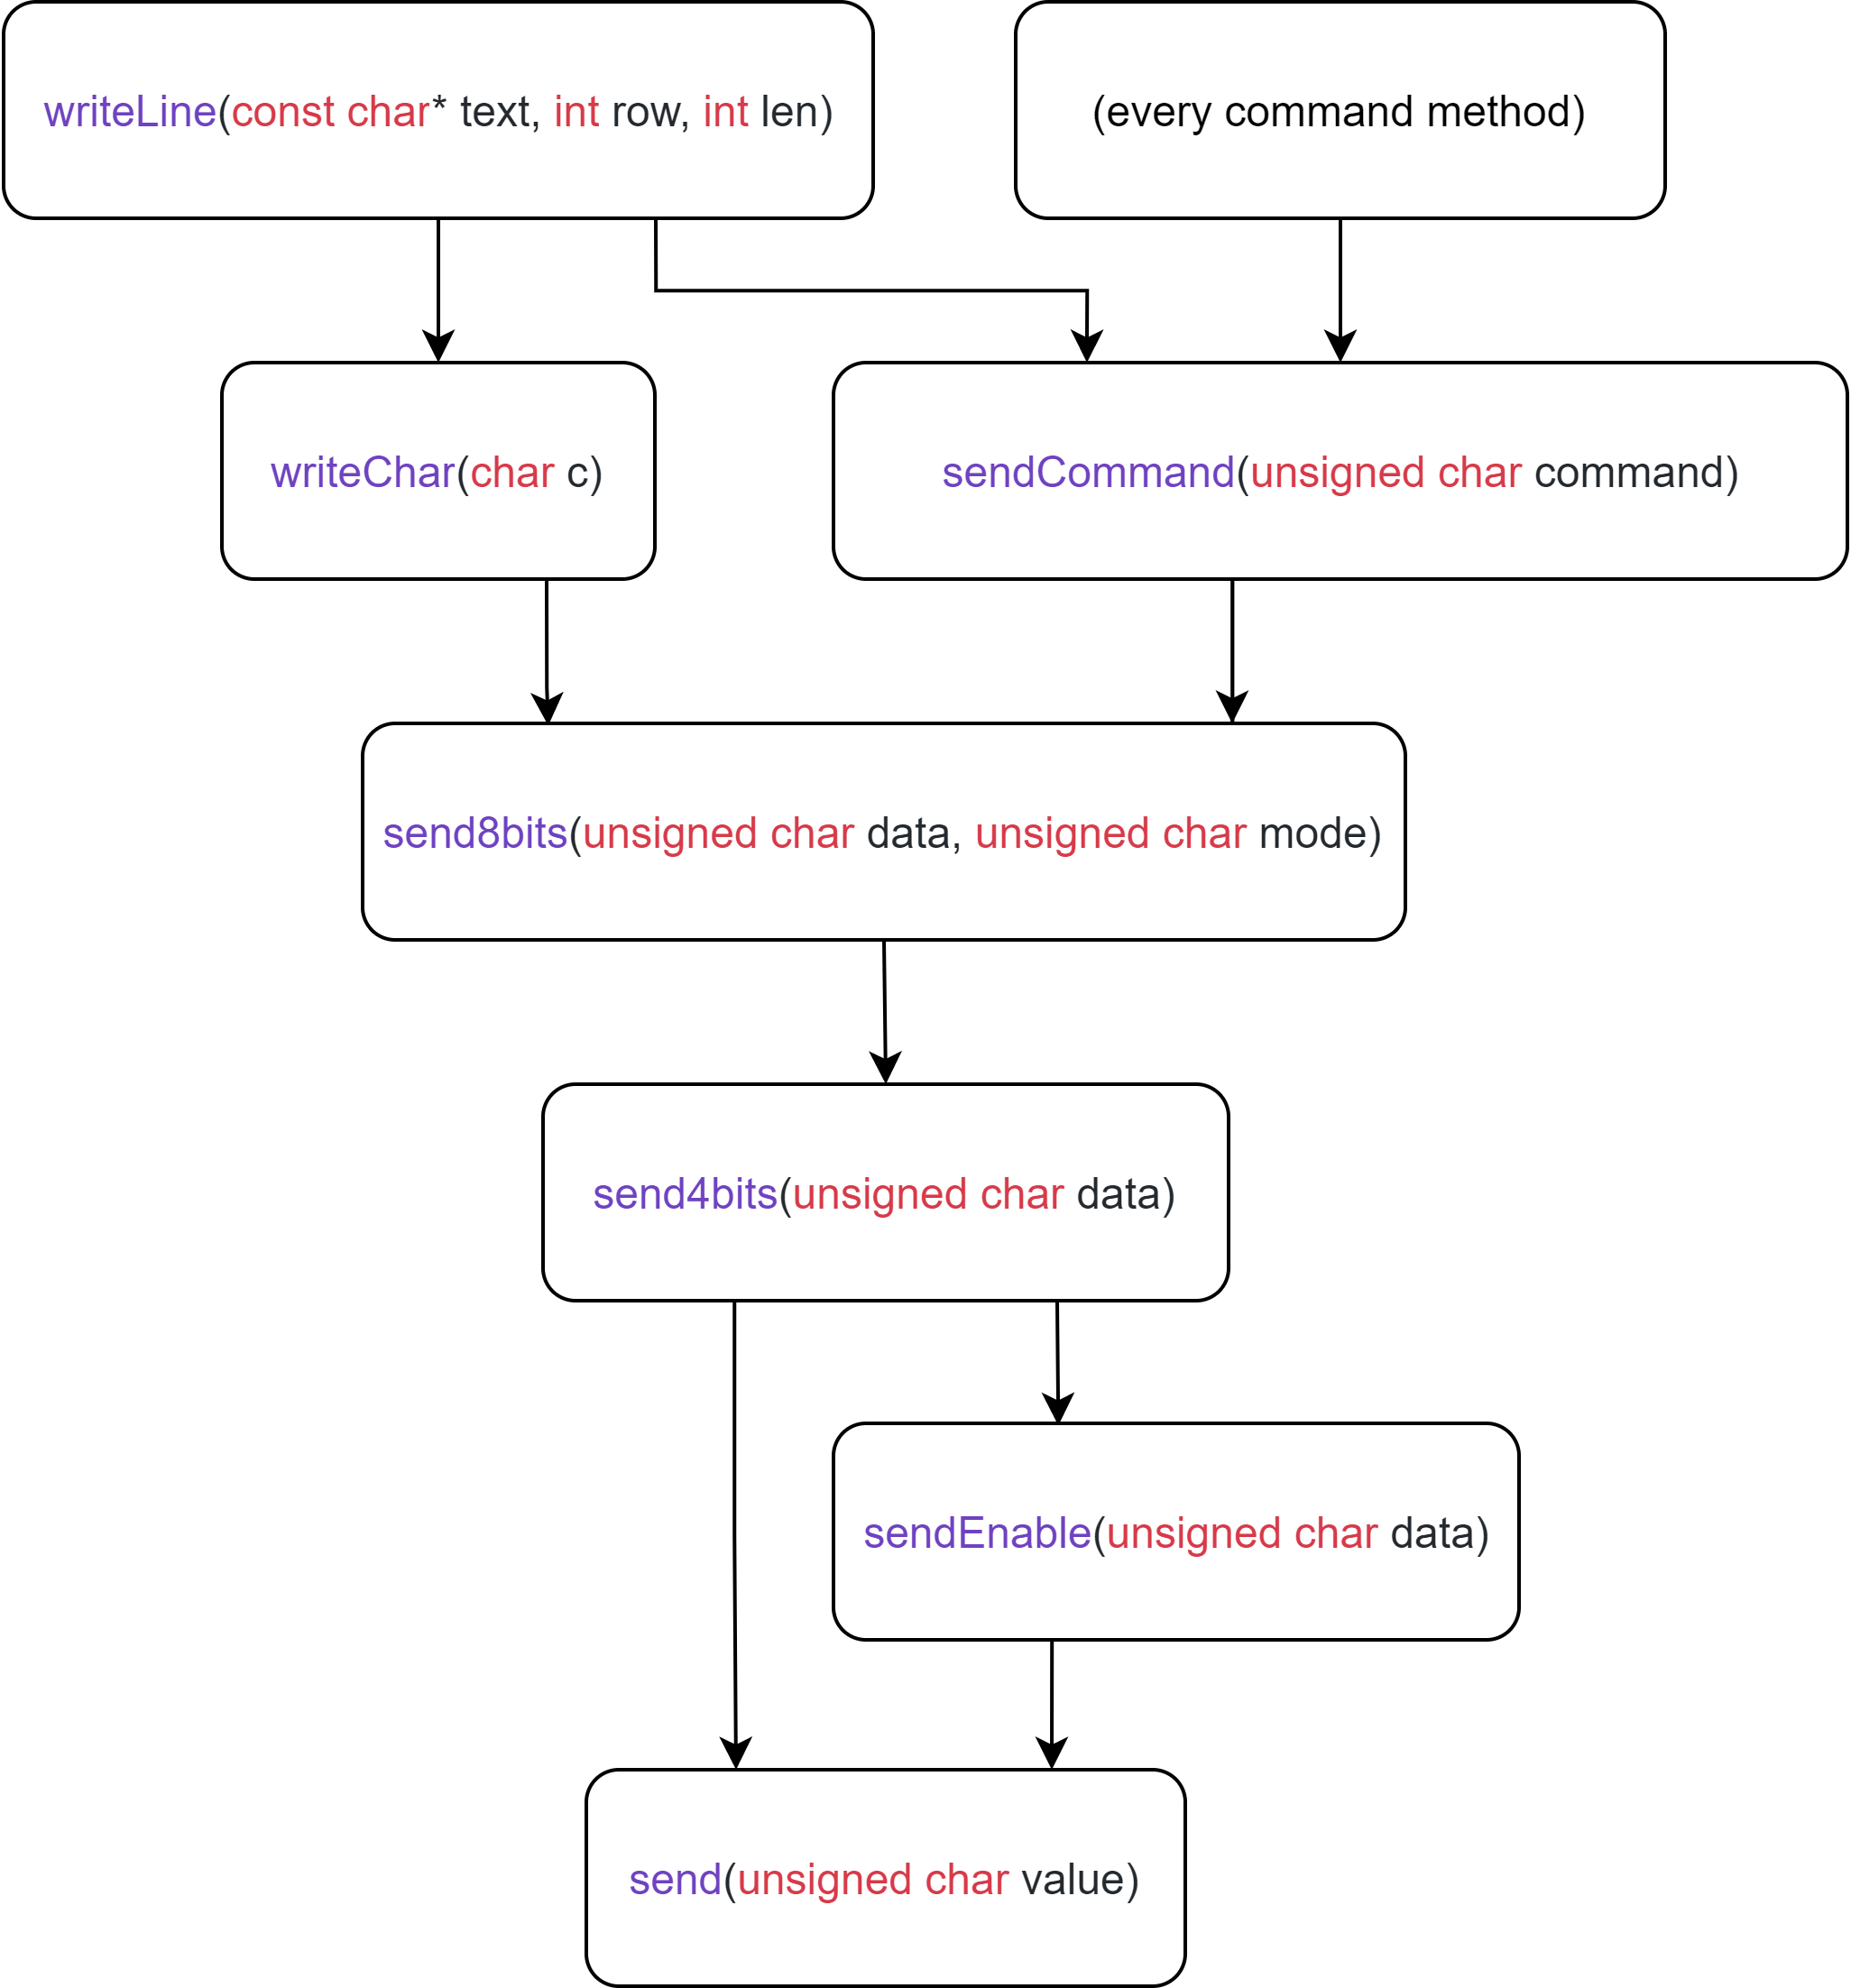 writeLine(const char* text, int row, int len)
(every command method)
writeChar(char c)
sendCommand(unsigned char command)
send8bits(unsigned char data, unsigned char mode)
send4bits(unsigned char data)
sendEnable(unsigned char data)
send(unsigned char value)